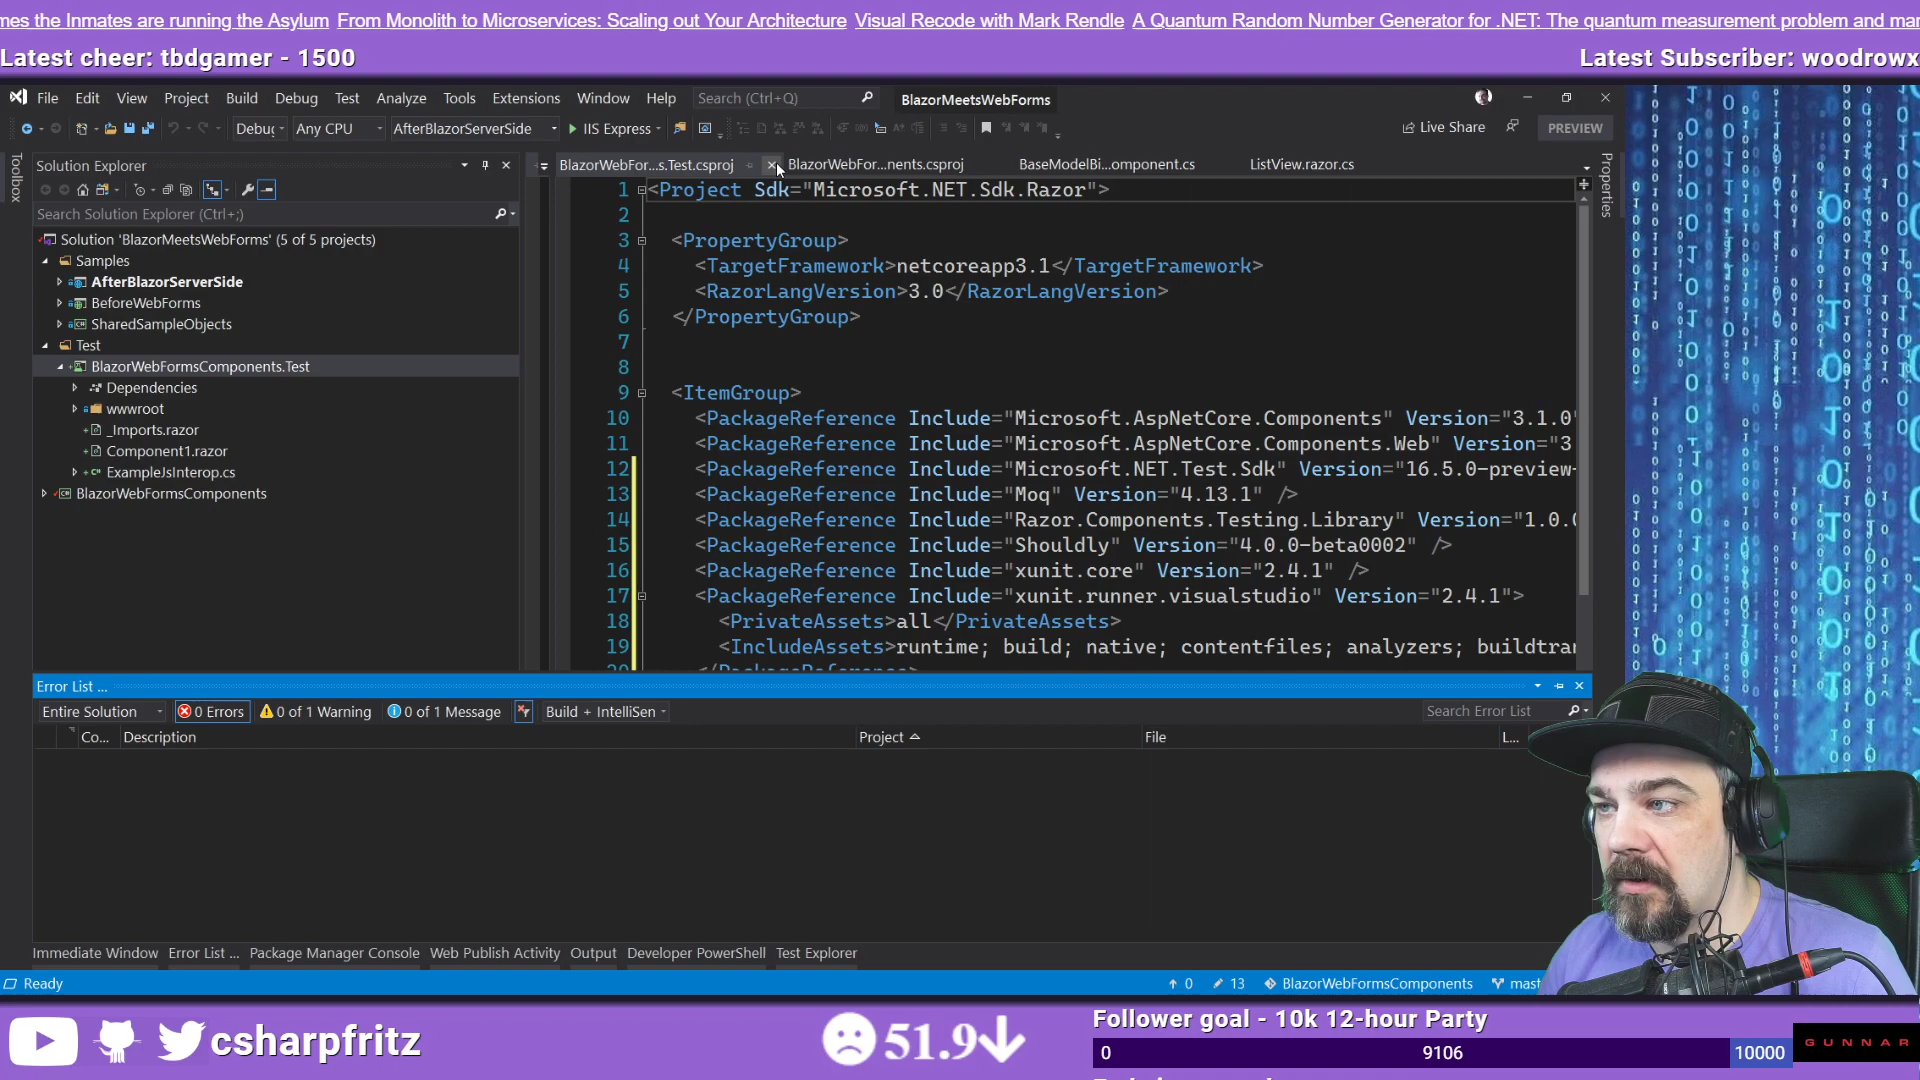 mes the Inmates are running the Asylum From Monolith to Microservices: Scaling out Your Architecture Visual Recode with Mark Rendle A Quantum Random Number Generator for .NET: The quantum measurement problem and mar
Latest cheer: tbdgamer - 1500
Latest Subscriber: woodrowx
File Edit View Project Build Debug Test Analyze Tools Extensions Window Help Search (Ctrl+Q) BlazorMeetsWebForms
Debug Any CPU AfterBlazorServerSide IIS Express Live Share PREVIEW
Toolbox
Solution Explorer
Search Solution Explorer (Ctrl+;)
Solution 'BlazorMeetsWebForms' (5 of 5 projects)
Samples
AfterBlazorServerSide
BeforeWebForms
SharedSampleObjects
Test
BlazorWebFormsComponents.Test
Dependencies
wwwroot
_Imports.razor
Component1.razor
ExampleJsInterop.cs
BlazorWebFormsComponents
BlazorWebFor...s.Test.csproj BlazorWebFor...nents.csproj BaseModelBi...omponent.cs ListView.razor.cs
Properties
1 <Project Sdk="Microsoft.NET.Sdk.Razor">
2
3 <PropertyGroup>
4 <TargetFramework>netcoreapp3.1</TargetFramework>
5 <RazorLangVersion>3.0</RazorLangVersion>
6 </PropertyGroup>
7
8
9 <ItemGroup>
10 <PackageReference Include="Microsoft.AspNetCore.Components" Version="3.1.0"
11 <PackageReference Include="Microsoft.AspNetCore.Components.Web" Version="3
12 <PackageReference Include="Microsoft.NET.Test.Sdk" Version="16.5.0-preview-
13 <PackageReference Include="Moq" Version="4.13.1" />
14 <PackageReference Include="Razor.Components.Testing.Library" Version="1.0.0
15 <PackageReference Include="Shouldly" Version="4.0.0-beta0002" />
16 <PackageReference Include="xunit.core" Version="2.4.1" />
17 <PackageReference Include="xunit.runner.visualstudio" Version="2.4.1">
18 <PrivateAssets>all</PrivateAssets>
19 <IncludeAssets>runtime; build; native; contentfiles; analyzers; buildtran
20 </PackageReference>
Error List ...
Entire Solution 0 Errors 0 of 1 Warning 0 of 1 Message Build + IntelliSen Search Error List
Co... Description Project File L...
Immediate Window Error List ... Package Manager Console Web Publish Activity Output Developer PowerShell Test Explorer
Ready 0 13 BlazorWebFormsComponents mast
csharpfritz
51.9
Follower goal - 10k 12-hour Party
0 9106 10000
GUNNAR